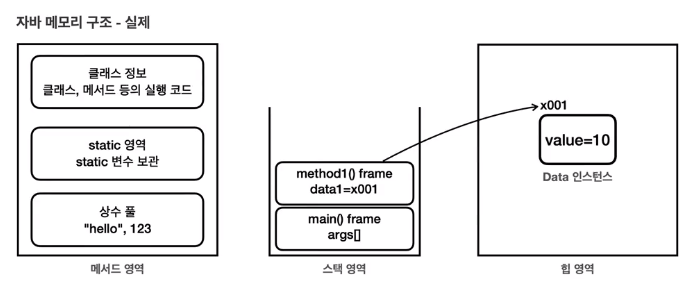 자바 메모리 구조 - 실제
클래스 정보
클래스, 메서드 등의 실행 코드
static 영역
static 변수 보관
상수 풀
"hello", 123
메서드 영역
method1() frame
data1=x001
main() frame
args[]
스택 영역
x001
value=10
Data 인스턴스
힙 영역